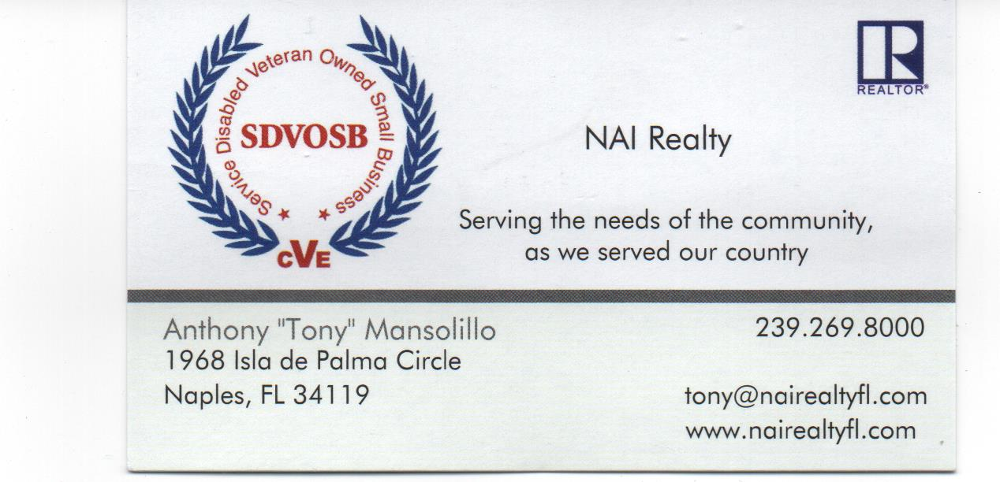 Service Disabled Veteran Owned Small Business
SDVOSB
CVE
REALTOR®
NAI Realty
Serving the needs of the community,
as we served our country
Anthony "Tony" Mansolillo
1968 Isla de Palma Circle
Naples, FL 34119
239.269.8000
tony@nairealtyfl.com
www.nairealtyfl.com